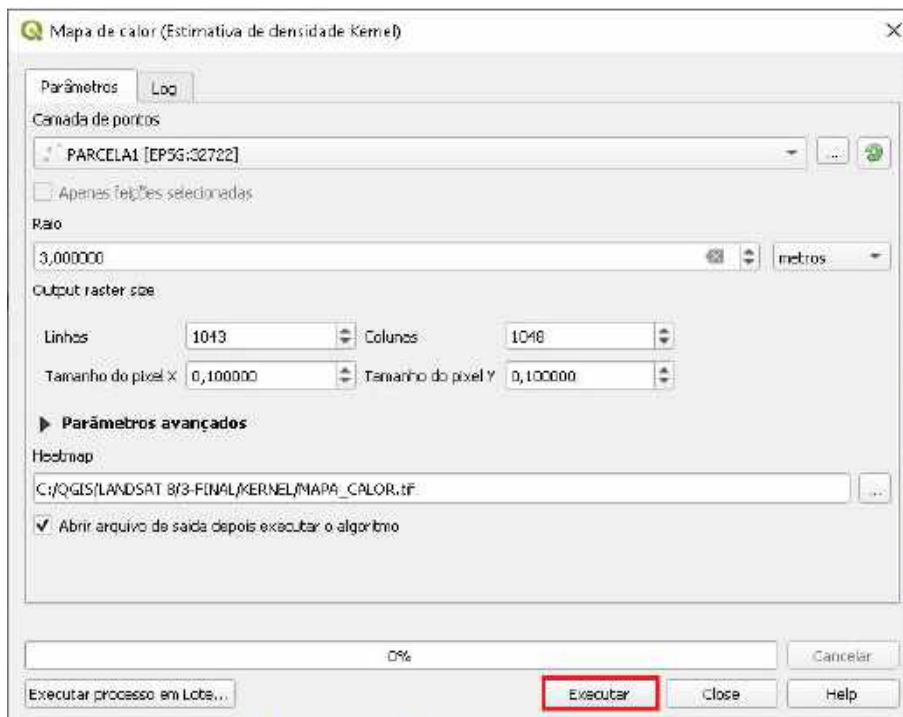 Mapa de calor (Estimativa de densidade Kernel)
Parâmetros Log
Camada de pontos
PARCELA1 [EPSG:32722]
...
Apenas feições selecionadas
Raio
3,000000 metros
Output raster size
Linhas 1043 Colunas 1048
Tamanho do pixel X 0,100000 Tamanho do pixel Y 0,100000
Parâmetros avançados
Heatmap
C:/QGIS/LANDSAT 8/3-FINAL/KERNEL/MAPA_CALOR.tif
...
Abrir arquivo de saída depois executar o algoritmo
0% Cancelar
Executar processo em Lote... Executar Close Help